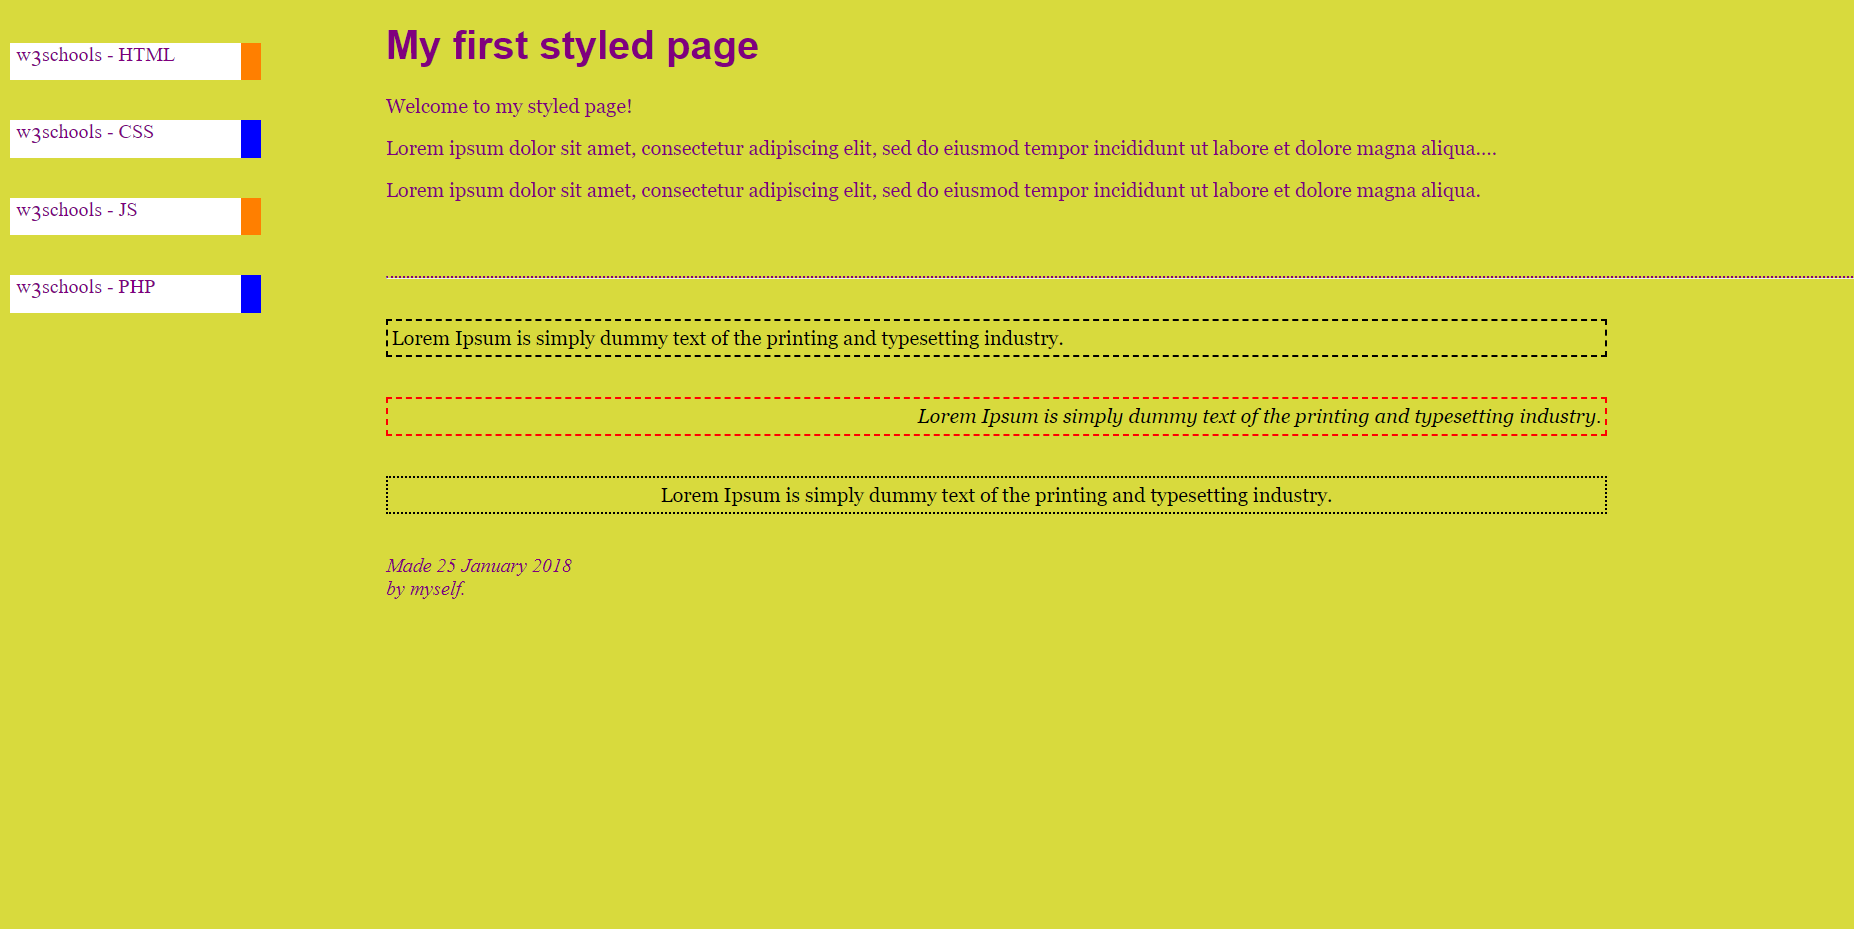 w3schools - HTML
w3schools - CSS
w3schools - JS
w3schools - PHP
My first styled page
Welcome to my styled page!
Lorem ipsum dolor sit amet, consectetur adipiscing elit, sed do eiusmod tempor incididunt ut labore et dolore magna aliqua....
Lorem ipsum dolor sit amet, consectetur adipiscing elit, sed do eiusmod tempor incididunt ut labore et dolore magna aliqua.
Lorem Ipsum is simply dummy text of the printing and typesetting industry.
Lorem Ipsum is simply dummy text of the printing and typesetting industry.
Lorem Ipsum is simply dummy text of the printing and typesetting industry.
Made 25 January 2018
by myself.